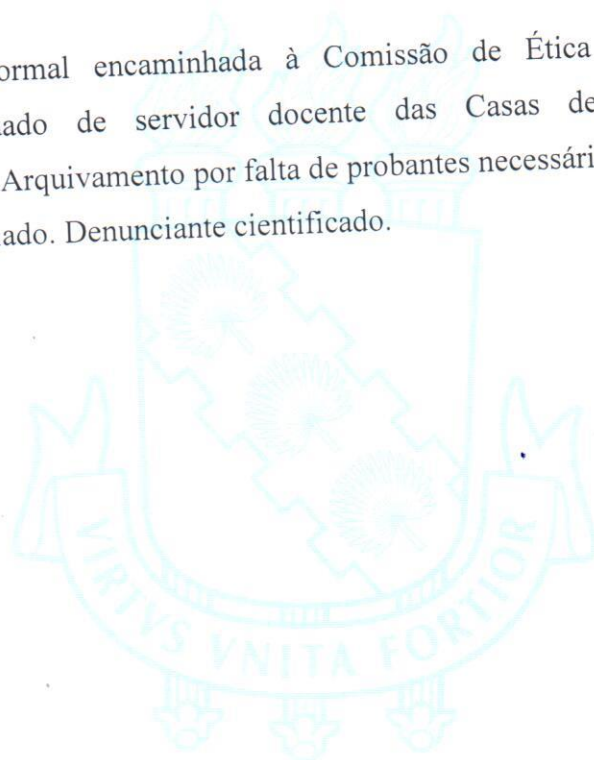 ormal encaminhada à Comissão de Ética
ado de servidor docente das Casas de
Arquivamento por falta de probantes necessári
ado. Denunciante cientificado.
VIRTVS VNITA FORTIOR